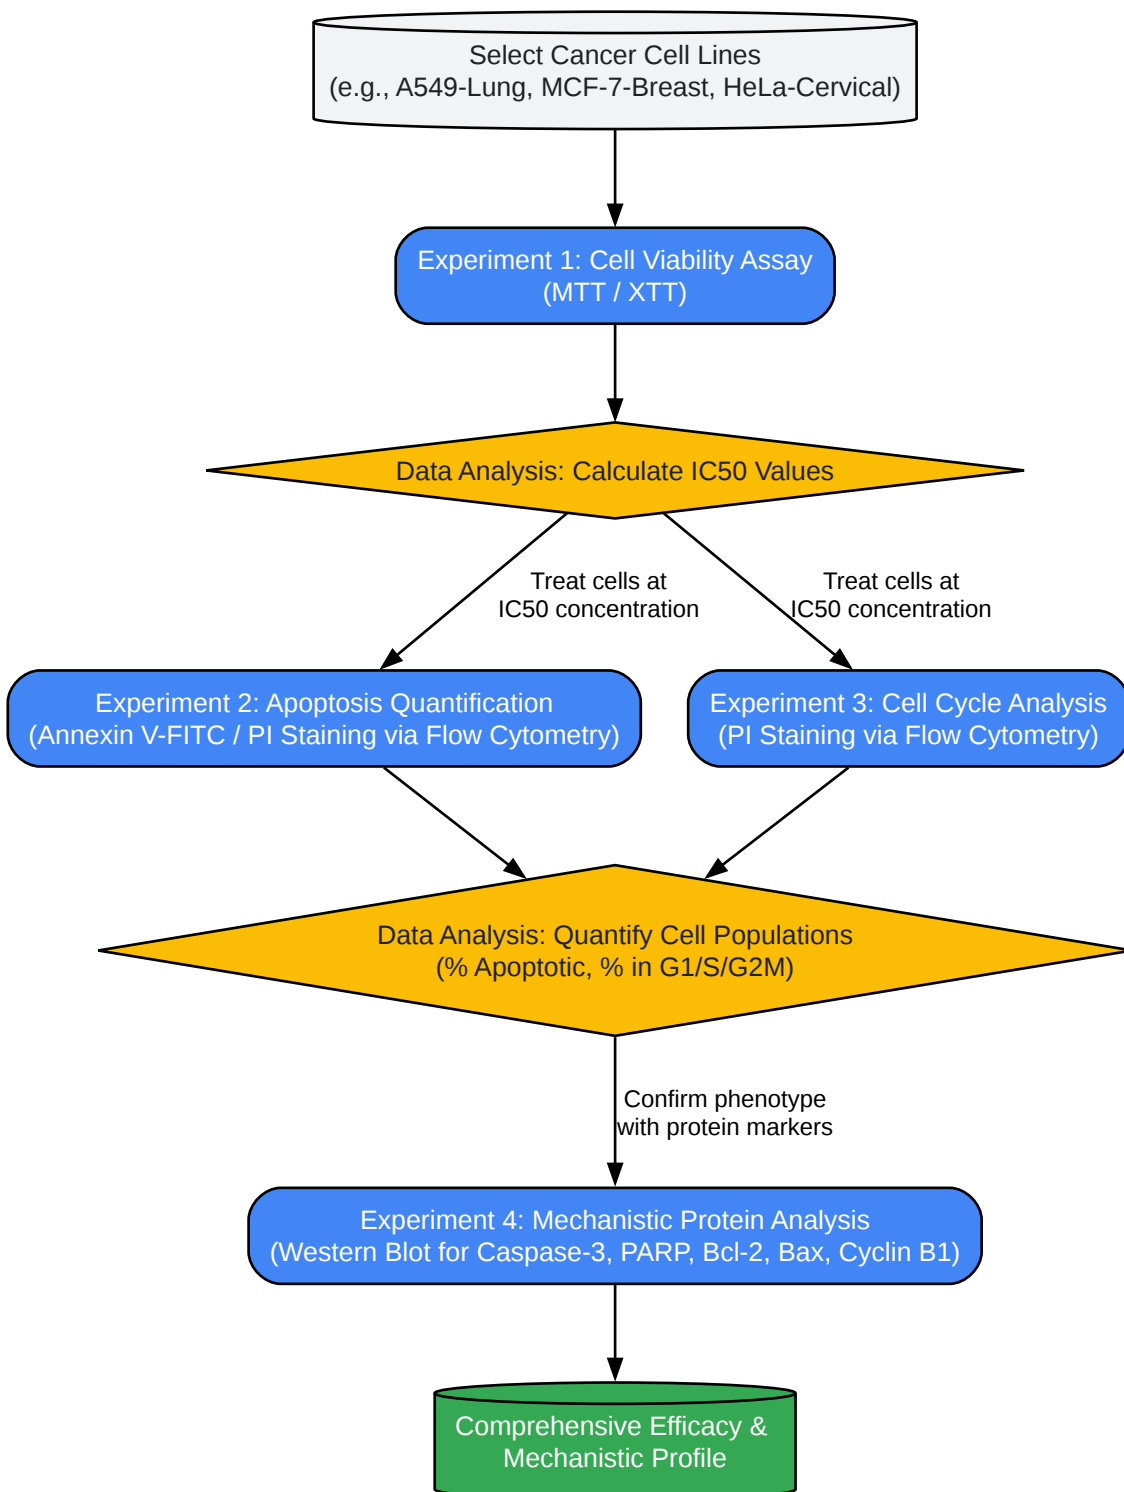 Select Cancer Cell Lines
(e.g., A549-Lung, MCF-7-Breast, HeLa-Cervical)
Experiment 1: Cell Viability Assay
(MTT / XTT)
Data Analysis: Calculate IC50 Values
Treat cells at
IC50 concentration
Treat cells at
IC50 concentration
Experiment 2: Apoptosis Quantification
(Annexin V-FITC / PI Staining via Flow Cytometry)
Experiment 3: Cell Cycle Analysis
(PI Staining via Flow Cytometry)
Data Analysis: Quantify Cell Populations
(% Apoptotic, % in G1/S/G2M)
Confirm phenotype
with protein markers
Experiment 4: Mechanistic Protein Analysis
(Western Blot for Caspase-3, PARP, Bcl-2, Bax, Cyclin B1)
Comprehensive Efficacy &
Mechanistic Profile